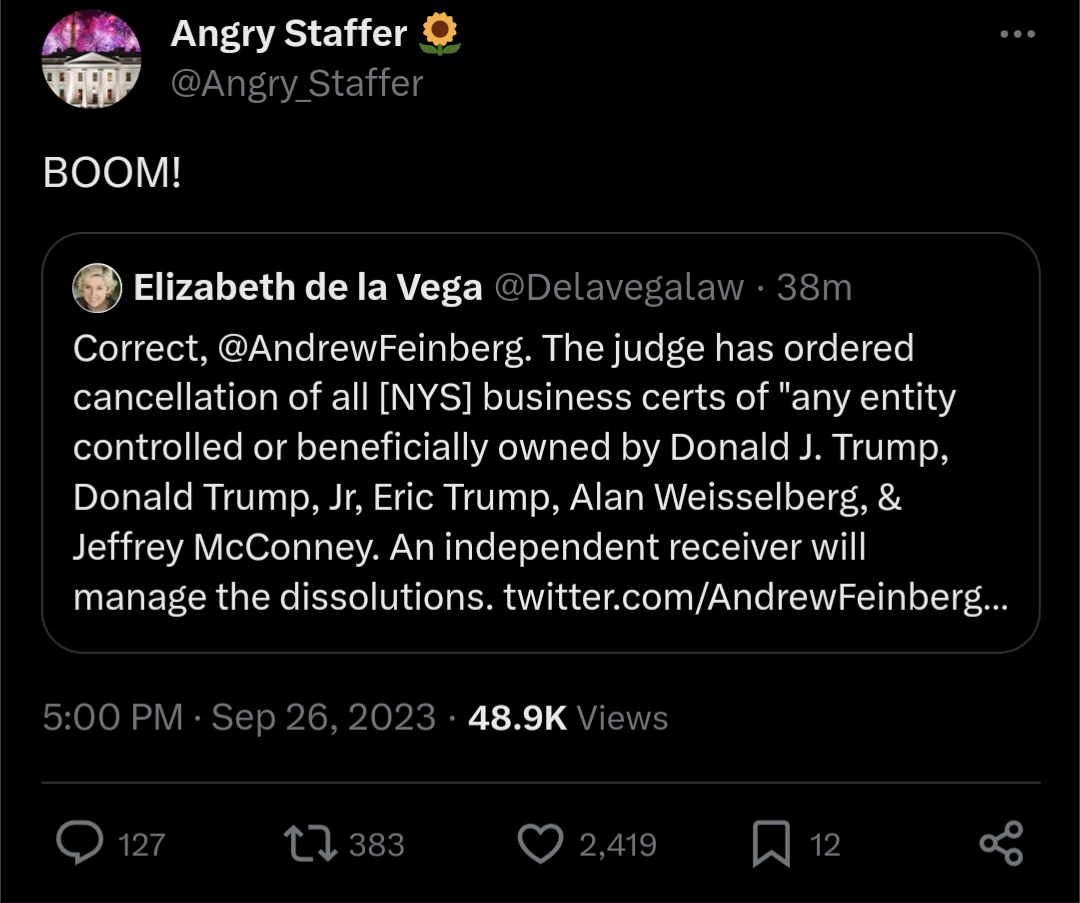 Angry Staffer 🌻
@Angry_Staffer
BOOM!
Elizabeth de la Vega @Delavegalaw · 38m
Correct, @AndrewFeinberg. The judge has ordered
cancellation of all [NYS] business certs of "any entity
controlled or beneficially owned by Donald J. Trump,
Donald Trump, Jr, Eric Trump, Alan Weisselberg, &
Jeffrey McConney. An independent receiver will
manage the dissolutions. twitter.com/AndrewFeinberg...
5:00 PM · Sep 26, 2023 · 48.9K Views
127 383 2,419 12